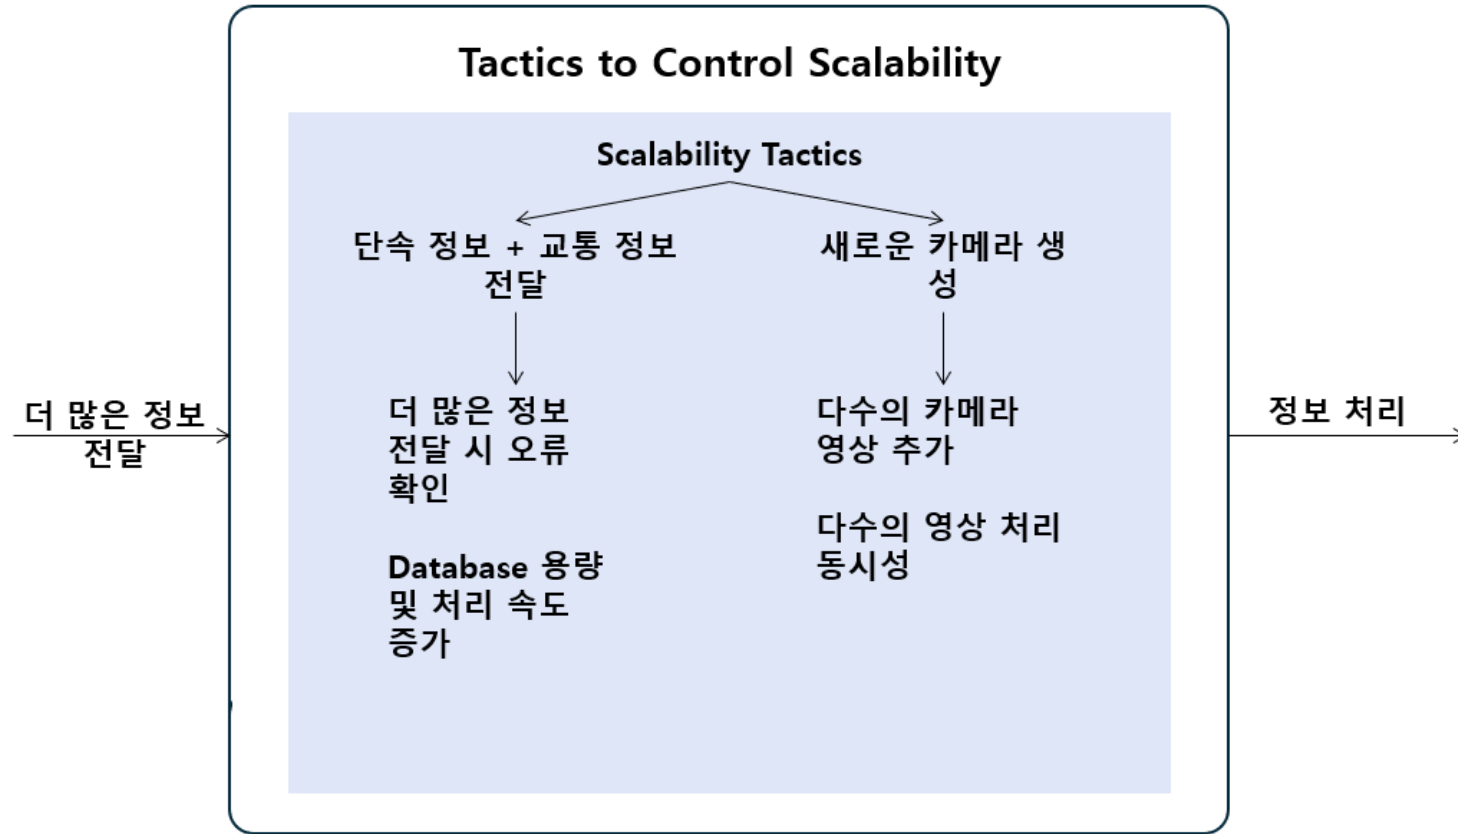 Tactics to Control Scalability
Scalability Tactics
단속 정보 + 교통 정보
전달
새로운 카메라 생
성
더 많은 정보
전달
더 많은 정보
전달 시 오류
확인
Database 용량
및 처리 속도
증가
다수의 카메라
영상 추가
다수의 영상 처리
동시성
정보 처리